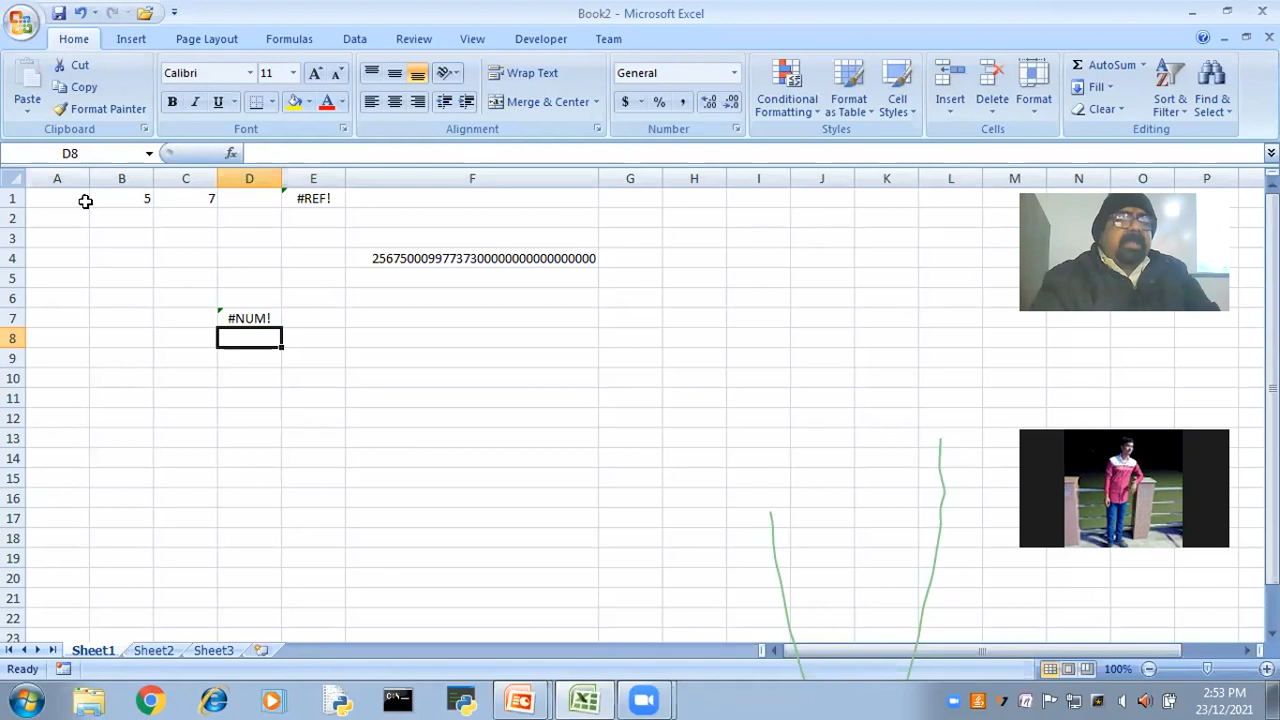 Book2 - Microsoft Excel
Home Insert Page Layout Formulas Data Review View Developer Team
Cut
Copy
Format Painter
Paste
Clipboard
Calibri 11
B I U
Font
Wrap Text
Merge & Center
Alignment
General
$ % ,
Number
Conditional Formatting
Format as Table
Cell Styles
Styles
Insert Delete Format
Cells
AutoSum
Fill
Clear
Sort & Filter
Find & Select
Editing
D8 fx
A B C D E F G H I J K L M N O P
1 5 7 #REF!
2
3
4 2567500099773730000000000000000
5
6
7 #NUM!
8
9
10
11
12
13
14
15
16
17
18
19
20
21
22
23
Sheet1 Sheet2 Sheet3
Ready 100%
2:53 PM
23/12/2021